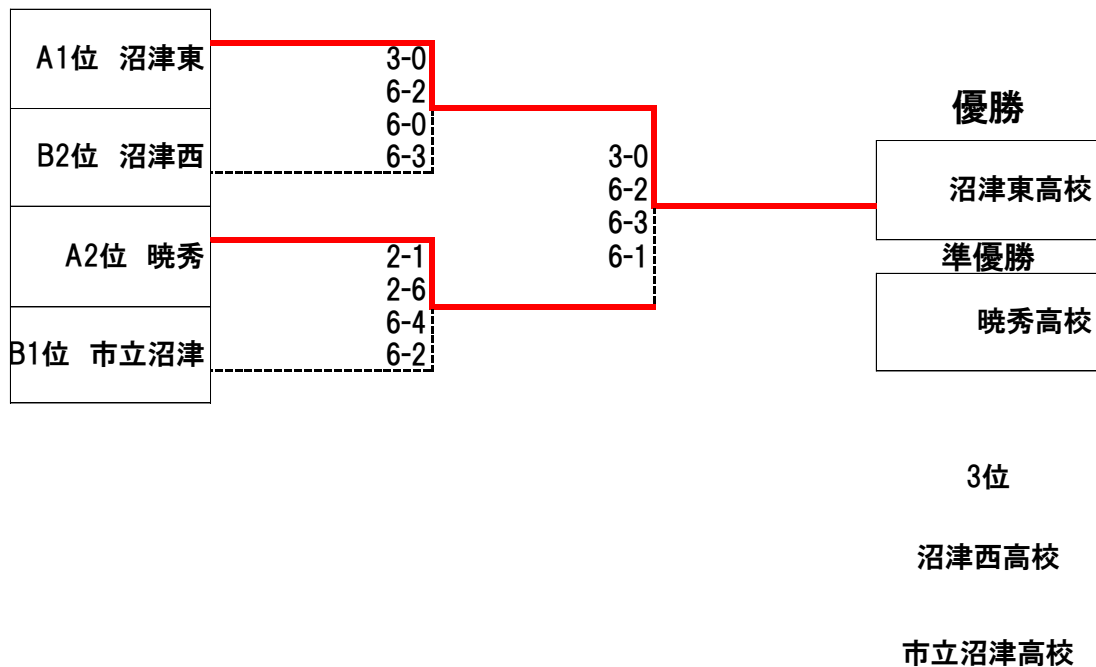 A1位 沼津東
3-0
6-2
6-0
6-3
B2位 沼津西
A2位 暁秀
2-1
2-6
6-4
6-2
B1位 市立沼津
3-0
6-2
6-3
6-1
優勝
沼津東高校
準優勝
暁秀高校
3位
沼津西高校
市立沼津高校